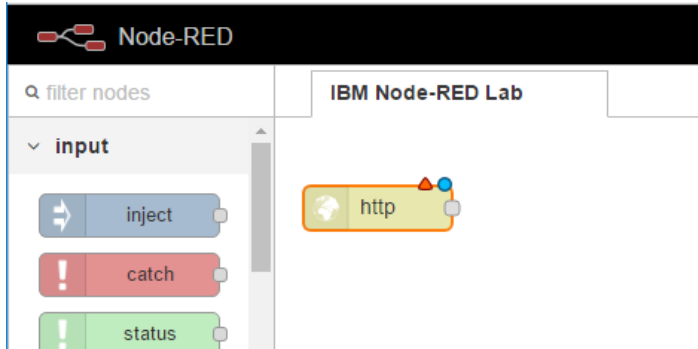 Node-RED
filter nodes
IBM Node-RED Lab
input
inject
http
catch
status